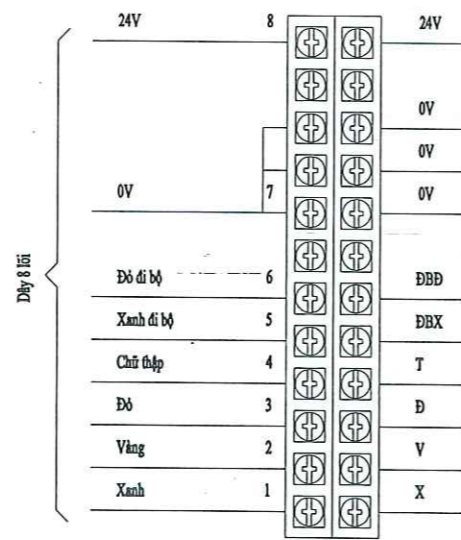 24V 8 24V
0V
0V
0V 7 0V
Dây 8 lõi
Đỏ đi bộ 6 ĐBĐ
Xanh đi bộ 5 ĐBX
Chữ thập 4 T
Đỏ 3 Đ
Vàng 2 V
Xanh 1 X